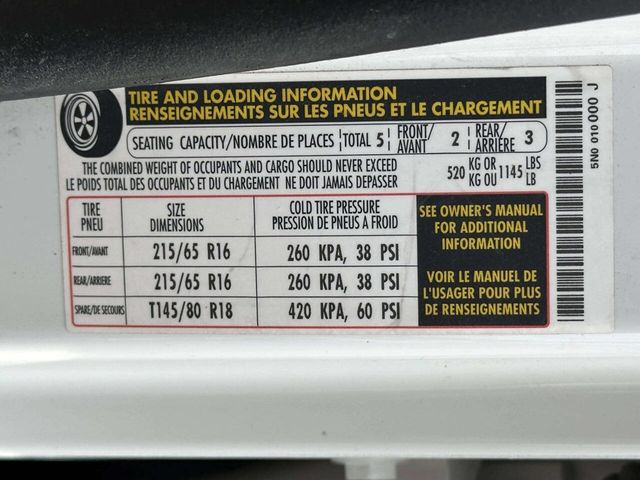 TIRE AND LOADING INFORMATION
RENSEIGNEMENTS SUR LES PNEUS ET LE CHARGEMENT
SEATING CAPACITY/NOMBRE DE PLACES TOTAL 5 FRONT/AVANT 2 REAR/ARRIÈRE 3
THE COMBINED WEIGHT OF OCCUPANTS AND CARGO SHOULD NEVER EXCEED
LE POIDS TOTAL DES OCCUPANTS ET DU CHARGEMENT NE DOIT JAMAIS DEPASSER
520 KG OR 1145 LBS
KG OU LB
TIRE PNEU
SIZE DIMENSIONS
COLD TIRE PRESSURE
PRESSION DE PNEU A FROID
FRONT/AVANT 215/65 R16 260 KPA, 38 PSI
REAR/ARRIERE 215/65 R16 260 KPA, 38 PSI
SPARE/DE SECOURS T145/80 R18 420 KPA, 60 PSI
SEE OWNER'S MANUAL
FOR ADDITIONAL
INFORMATION
VOIR LE MANUEL DE
L'USAGER POUR PLUS
DE RENSEIGNEMENTS
5N0 010 000 J